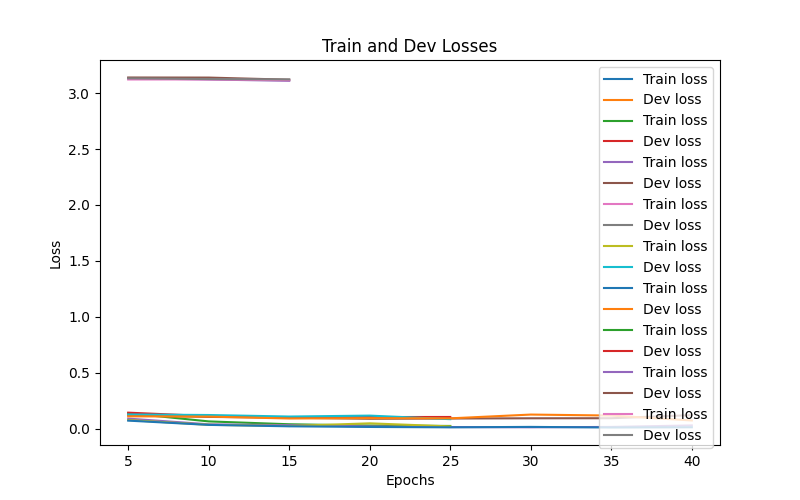 Train and Dev Losses
3.0
2.5
2.0
1.5
1.0
0.5
0.0
Loss
5
10
15
20
25
30
35
40
Epochs
Train loss
Dev loss
Train loss
Dev loss
Train loss
Dev loss
Train loss
Dev loss
Train loss
Dev loss
Train loss
Dev loss
Train loss
Dev loss
Train loss
Dev loss
Train loss
Dev loss